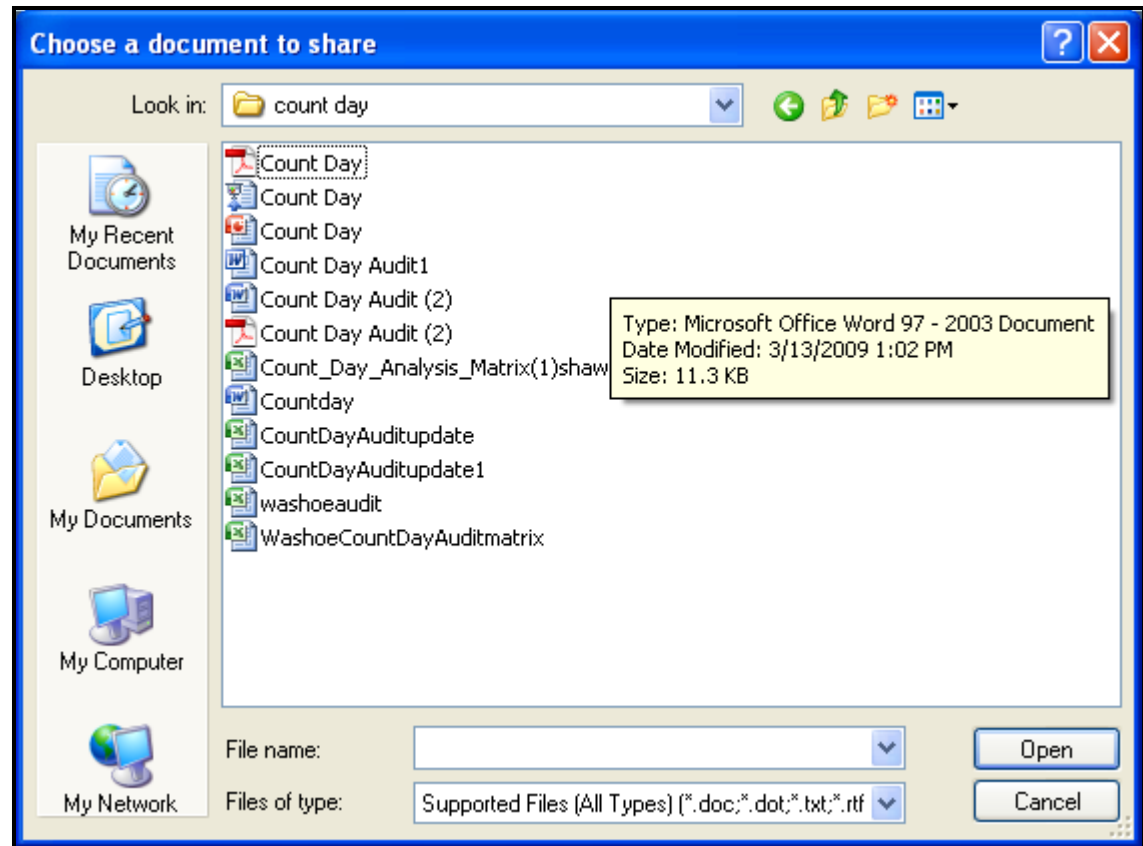 Choose a document to share
Look in:
count day
My Recent
Documents
Desktop
My Documents
My Computer
My Network
Count Day
Count Day
Count Day
Count Day Audit1
Count Day Audit (2)
Count Day Audit (2)
Count_Day_Analysis_Matrix(1)shaw
Countday
CountDayAuditupdate
CountDayAuditupdate1
washoeaudit
WashoeCountDayAuditmatrix
Type: Microsoft Office Word 97 - 2003 Document
Date Modified: 3/13/2009 1:02 PM
Size: 11.3 KB
File name:
Open
Files of type:
Supported Files (All Types) (*.doc;*.dot;*.txt;*.rtf
Cancel